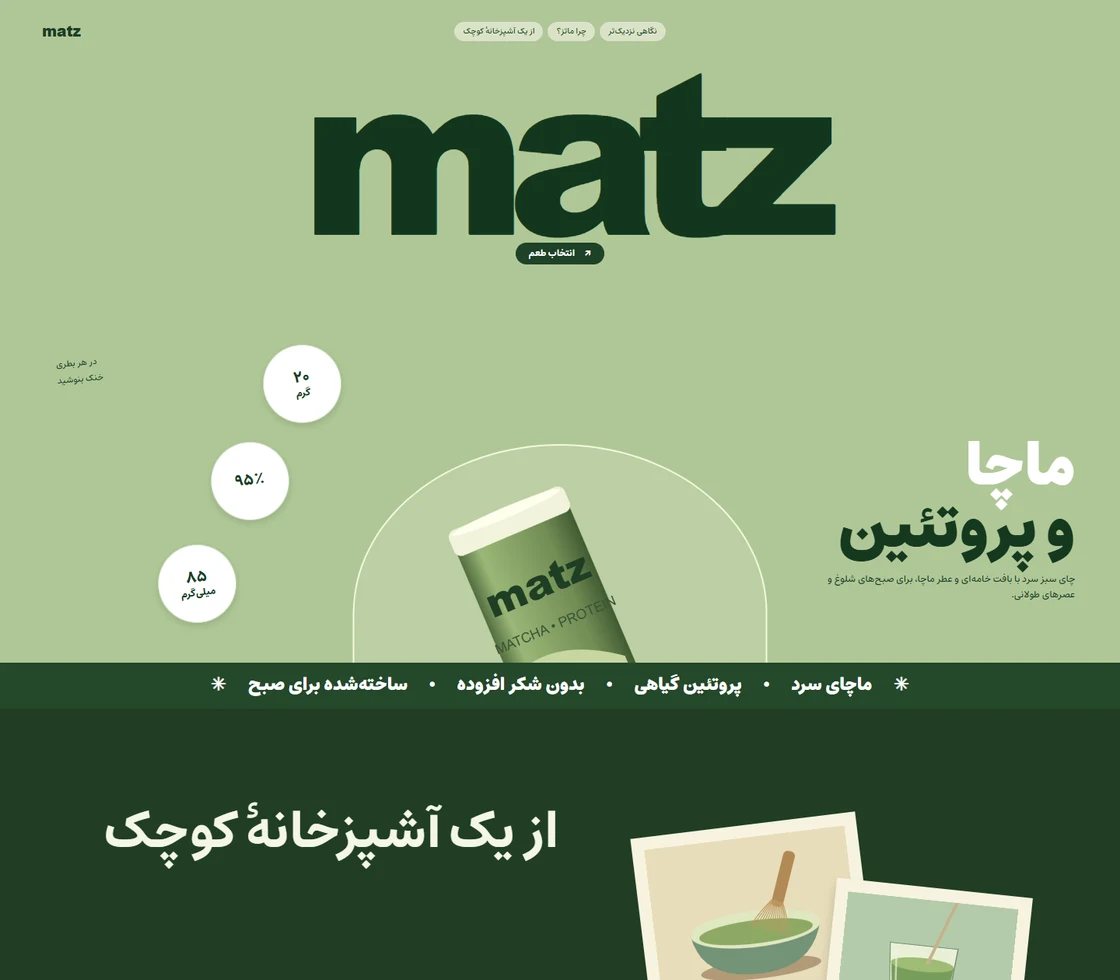 matz
نگاهی نزدیک‌تر
چرا ماتز؟
از یک آشپزخانهٔ کوچک
matz
انتخاب طعم
در هر بطری
خنک بنوشید
۲۰
گرم
۹۵٪
۸۵
میلی‌گرم
ماچا
و پروتئین
چای سبز سرد با بافت خامه‌ای و عطر ماچا، برای صبح‌های شلوغ و
عصرهای طولانی.
matz
MATCHA • PROTEIN
✳ ماچای سرد • پروتئین گیاهی • بدون شکر افزوده • ساخته‌شده برای صبح ✳
از یک آشپزخانهٔ کوچک